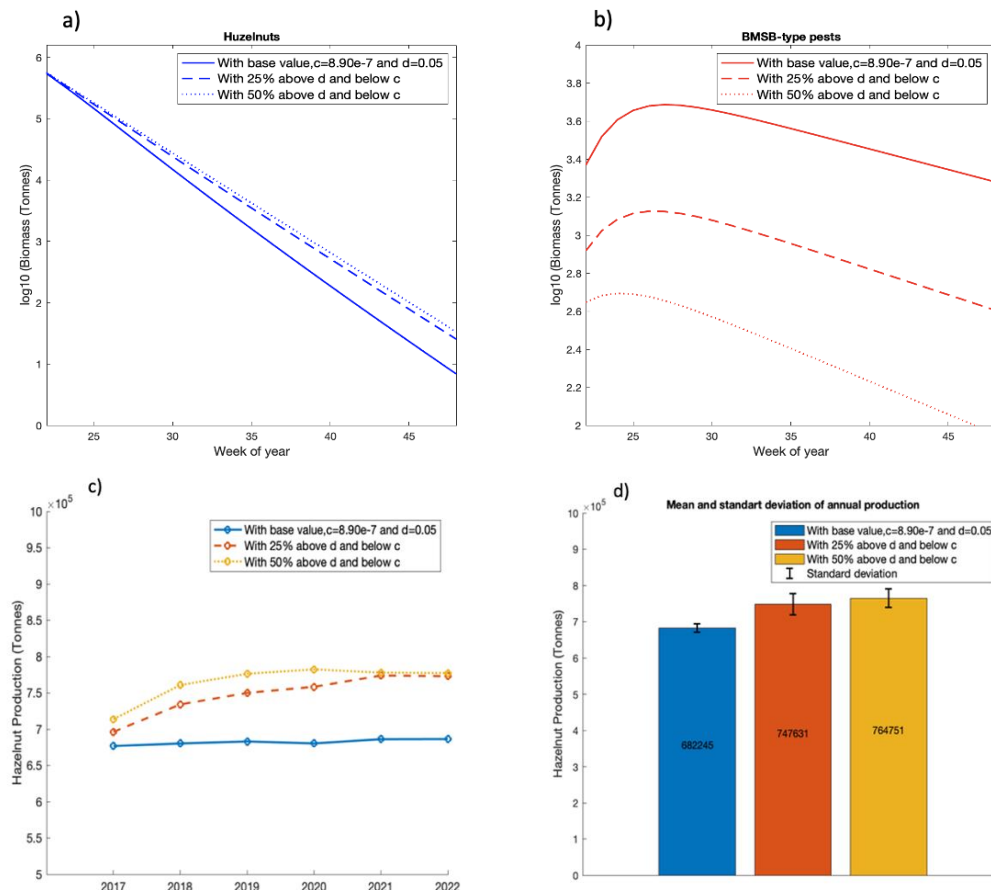 a)
Huzelnuts
With base value,c=8.90e-7 and d=0.05
With 25% above d and below c
With 50% above d and below c
log10 (Biomass (Tonnes))
6
5
4
3
2
1
0
25 30 35 40 45
Week of year
b)
BMSB-type pests
With base value,c=8.90e-7 and d=0.05
With 25% above d and below c
With 50% above d and below c
log10 (Biomass (Tonnes))
4
3.8
3.6
3.4
3.2
3
2.8
2.6
2.4
2.2
2
25 30 35 40 45
Week of year
c)
×10⁵
With base value,c=8.90e-7 and d=0.05
With 25% above d and below c
With 50% above d and below c
Hazelnut Production (Tonnes)
10
9.5
9
8.5
8
7.5
7
6.5
6
5.5
5
2017 2018 2019 2020 2021 2022
d)
Mean and standart deviation of annual production
×10⁵
With base value,c=8.90e-7 and d=0.05
With 25% above d and below c
With 50% above d and below c
Standard deviation
Hazelnut Production (Tonnes)
10
9
8
7
6
5
4
3
2
1
0
682245
747631
764751